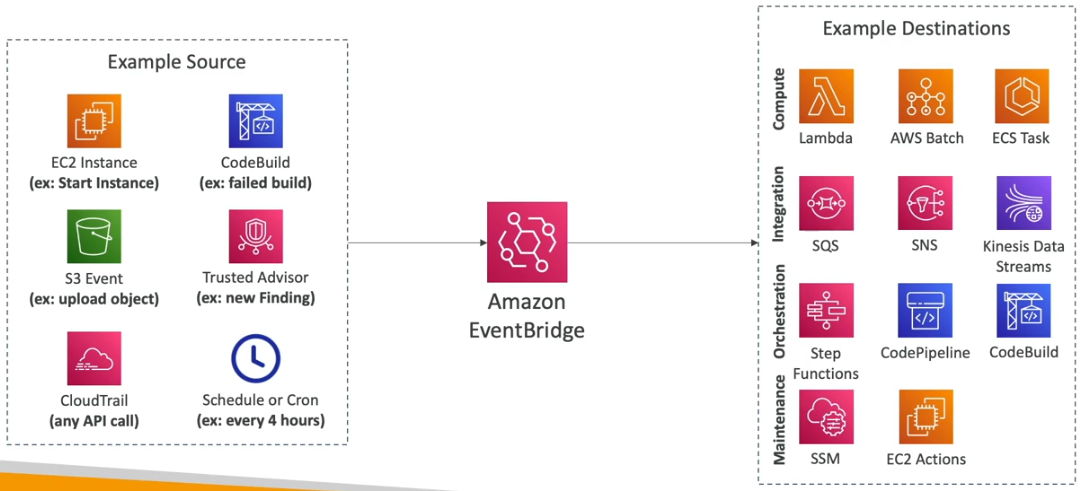 Example Source
EC2 Instance
(ex: Start Instance)
CodeBuild
(ex: failed build)
S3 Event
(ex: upload object)
Trusted Advisor
(ex: new Finding)
CloudTrail
(any API call)
Schedule or Cron
(ex: every 4 hours)
Amazon
EventBridge
Example Destinations
Compute
Lambda
AWS Batch
ECS Task
Integration
SQS
SNS
Kinesis Data
Streams
Orchestration
Step
Functions
CodePipeline
CodeBuild
Maintenance
SSM
EC2 Actions